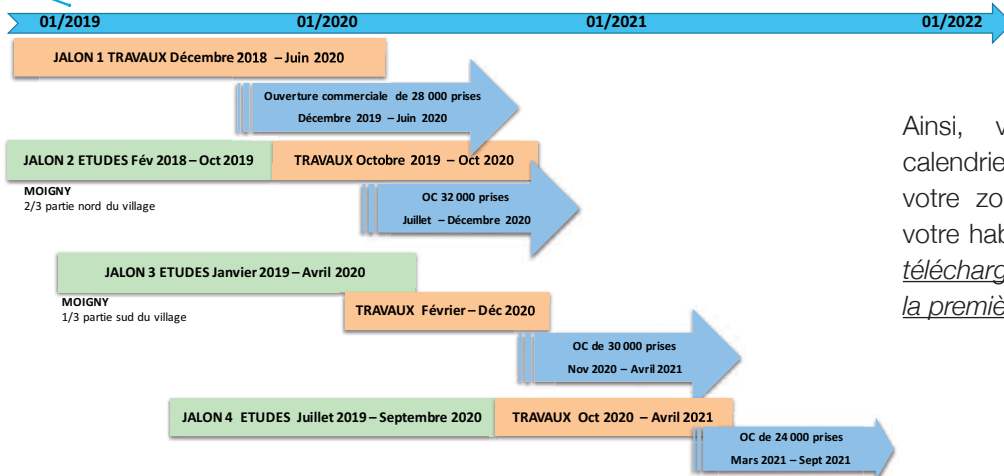 01/2019 01/2020 01/2021 01/2022
JALON 1 TRAVAUX Décembre 2018 – Juin 2020
Ouverture commerciale de 28 000 prises
Décembre 2019 – Juin 2020
JALON 2 ETUDES Fév 2018 – Oct 2019
TRAVAUX Octobre 2019 – Oct 2020
MOIGNY
2/3 partie nord du village
OC 32 000 prises
Juillet – Décembre 2020
JALON 3 ETUDES Janvier 2019 – Avril 2020
MOIGNY
1/3 partie sud du village
TRAVAUX Février – Déc 2020
OC de 30 000 prises
Nov 2020 – Avril 2021
JALON 4 ETUDES Juillet 2019 – Septembre 2020
TRAVAUX Oct 2020 – Avril 2021
OC de 24 000 prises
Mars 2021 – Sept 2021
Ainsi, v
calendrie
votre zo
votre hab
télécharg
la premiè